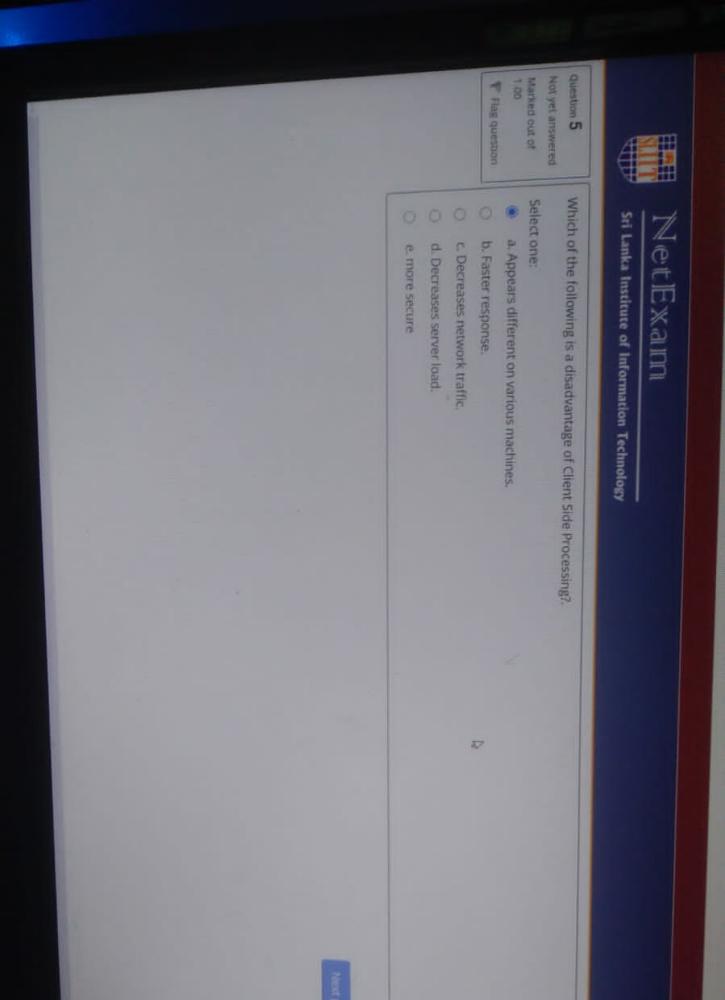 SLIIT
NetExam
Sri Lanka Institute of Information Technology
Question 5
Not yet answered
Marked out of
1.00
Flag question
Which of the following is a disadvantage of Client Side Processing?.
Select one:
a. Appears different on various machines.
b. Faster response.
c. Decreases network traffic.
d. Decreases server load.
e. more secure
Next